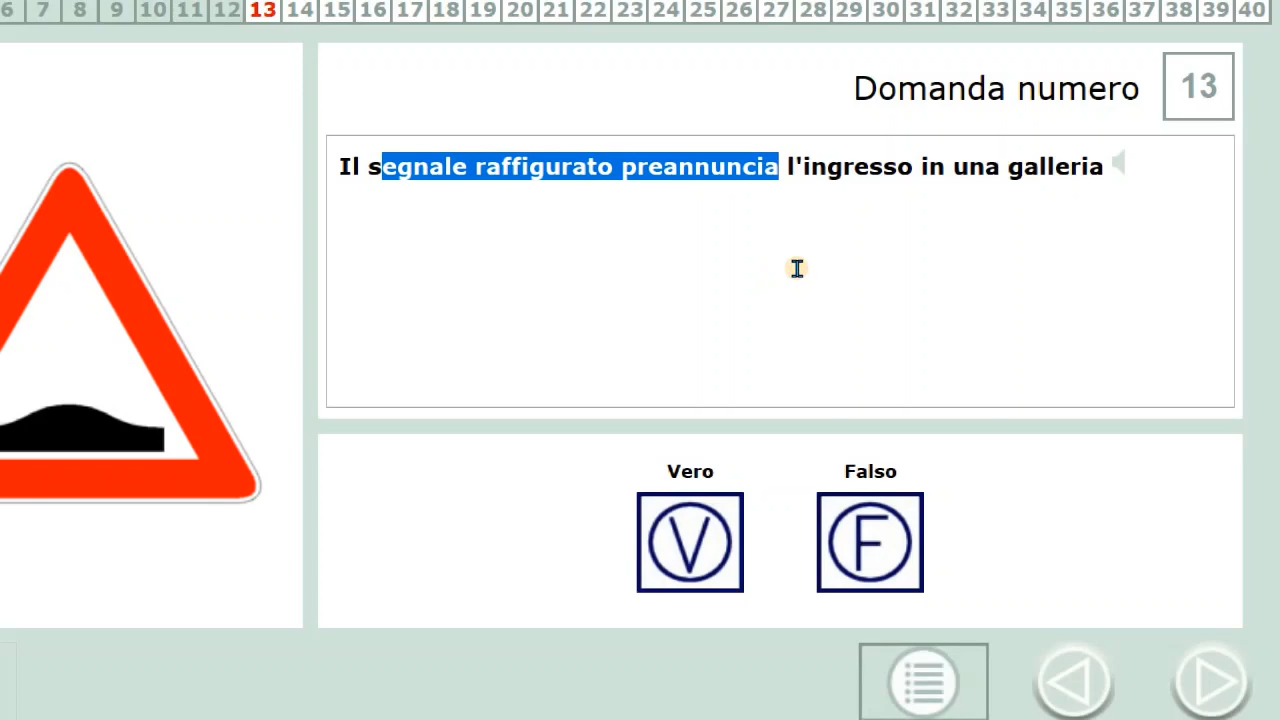 6 7 8 9 10 11 12 13 14 15 16 17 18 19 20 21 22 23 24 25 26 27 28 29 30 31 32 33 34 35 36 37 38 39 40
Domanda numero 13
Il segnale raffigurato preannuncia l'ingresso in una galleria
Vero Falso
V F